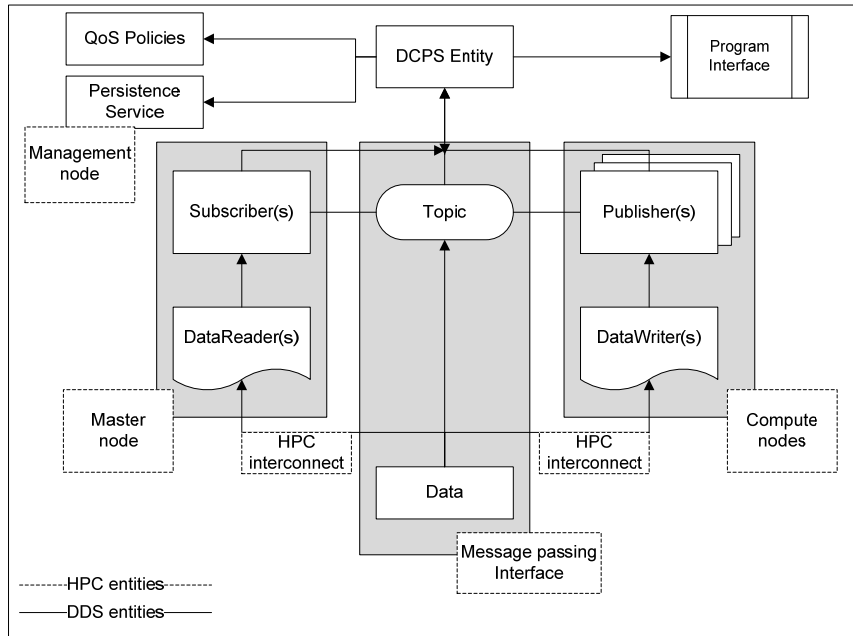 QoS Policies
DCPS Entity
Program
Interface
Persistence
Service
Management
node
Subscriber(s)
Topic
Publisher(s)
DataReader(s)
DataWriter(s)
Master
node
HPC
interconnect
HPC
interconnect
Compute
nodes
Data
Message passing
Interface
HPC entities
DDS entities